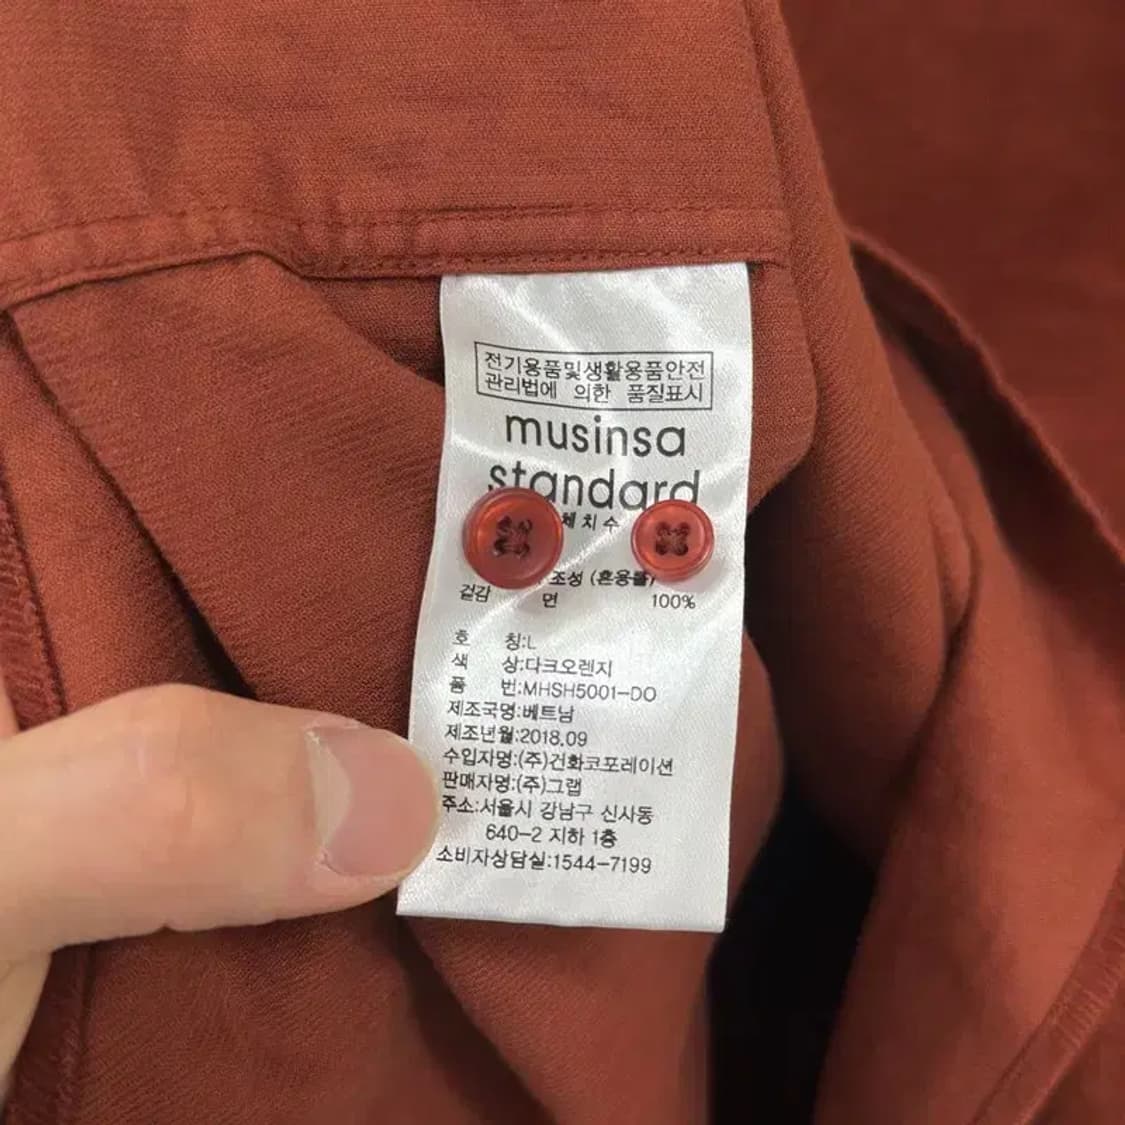 전기용품및생활용품안전
관리법에 의한 품질표시
musinsa
standard
체치수
조성 (혼용률)
겉감 면 100%
호 칭:L
색 상:다크오렌지
품 번:MHSH5001-DO
제조국명:베트남
제조년월:2018.09
수입자명:(주)건화코포레이션
판매자명:(주)그랩
주소:서울시 강남구 신사동
640-2 지하 1층
소비자상담실:1544-7199